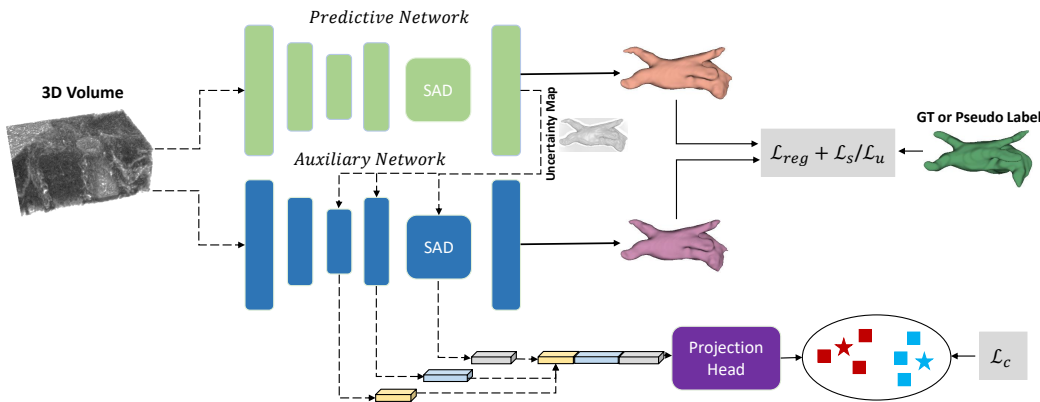 Predictive Network
3D Volume
SAD
Uncertainty Map
GT or Pseudo Label
Auxiliary Network
ℒ_reg + ℒ_s/ℒ_u
SAD
Projection
Head
ℒ_c